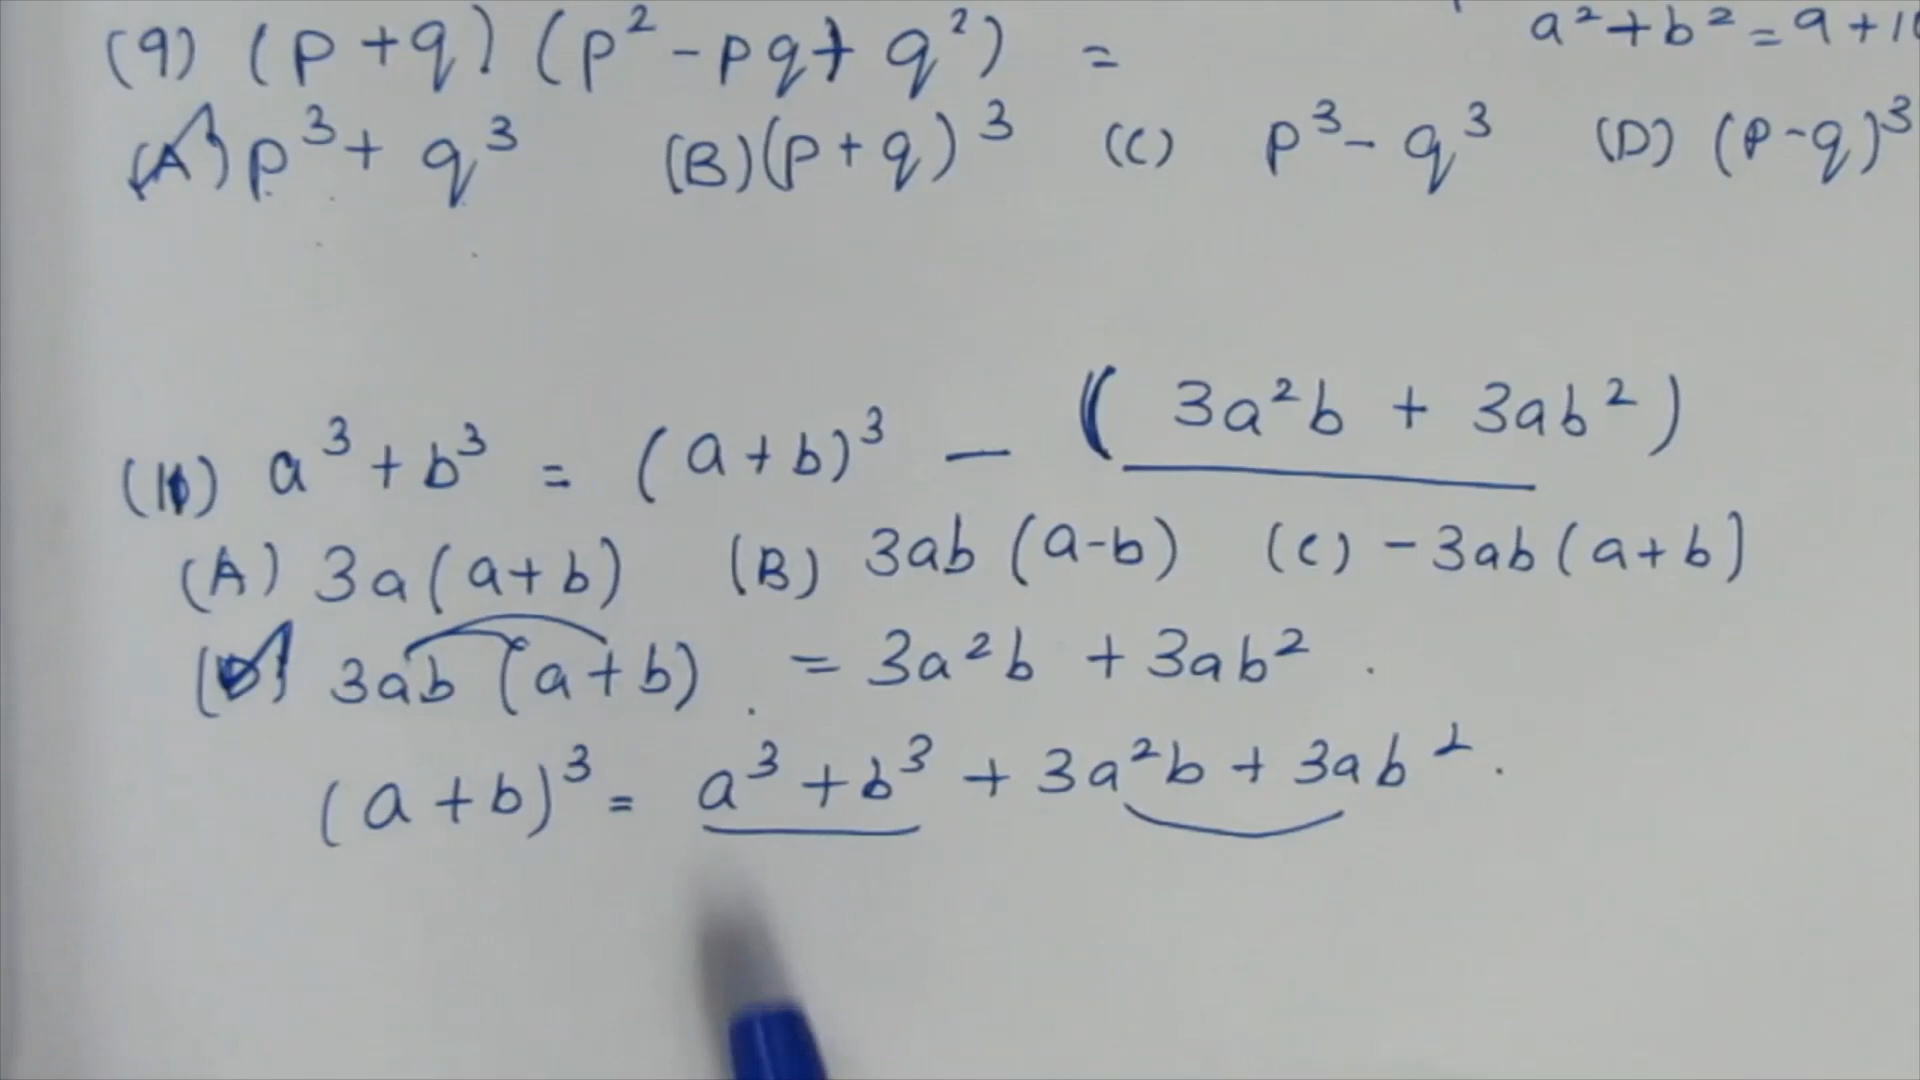 a²+b² = 9 + 1
(9) (p+q) (p² - pq + q²) =
(A) p³ + q³ (B) (p+q)³ (C) p³ - q³ (D) (p-q)³
(11) a³ + b³ = (a+b)³ - (3a²b + 3ab²)
(A) 3a(a+b) (B) 3ab(a-b) (C) -3ab(a+b)
(D) 3ab(a+b) = 3a²b + 3ab².
(a+b)³ = a³ + b³ + 3a²b + 3ab².